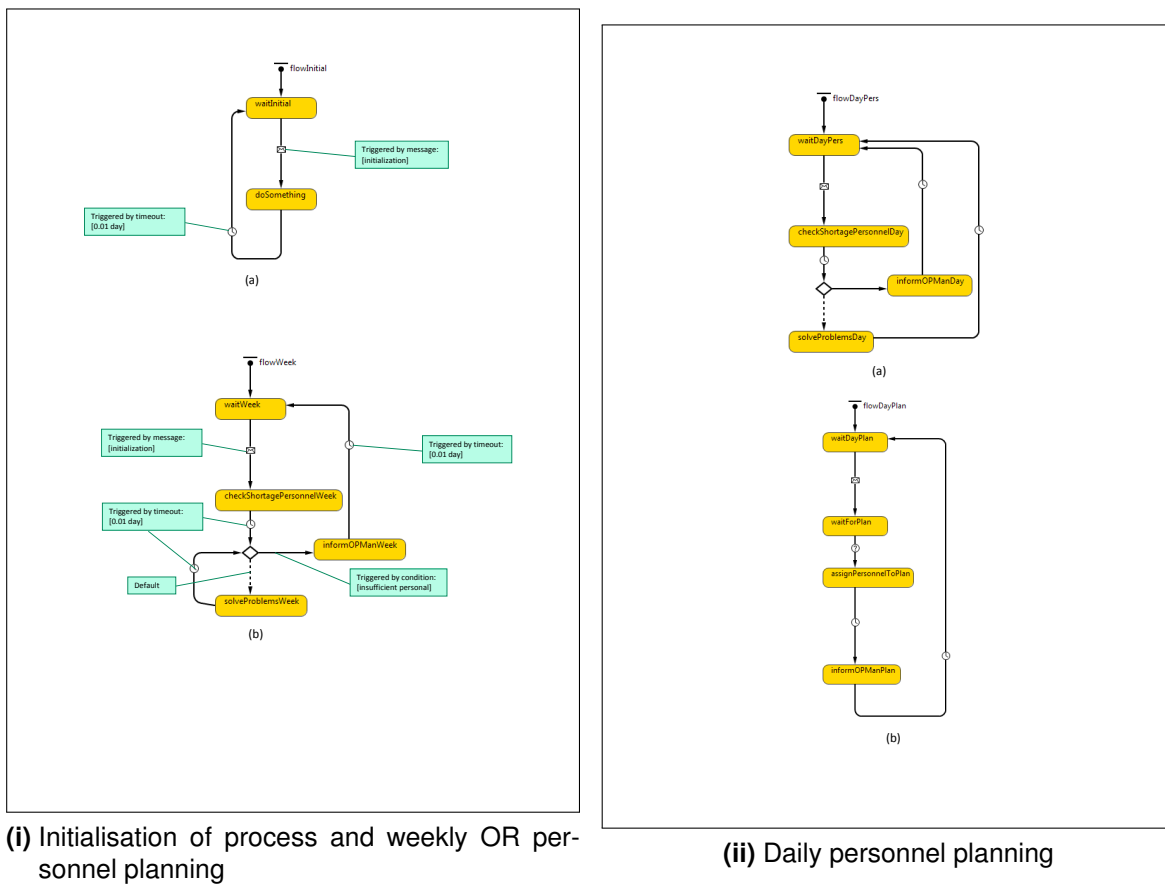 flowInitial
waitInitial
Triggered by message:
[initialization]
doSomething
Triggered by timeout:
[0.01 day]
(a)
flowWeek
waitWeek
Triggered by message:
[initialization]
Triggered by timeout:
[0.01 day]
checkShortagePersonnelWeek
Triggered by timeout:
[0.01 day]
informOPManWeek
Default
Triggered by condition:
[insufficient personal]
solveProblemsWeek
(b)
(i) Initialisation of process and weekly OR per-
sonnel planning
flowDayPers
waitDayPers
checkShortagePersonnelDay
informOPManDay
solveProblemsDay
(a)
flowDayPlan
waitDayPlan
waitForPlan
?
assignPersonnelToPlan
informOPManPlan
(b)
(ii) Daily personnel planning